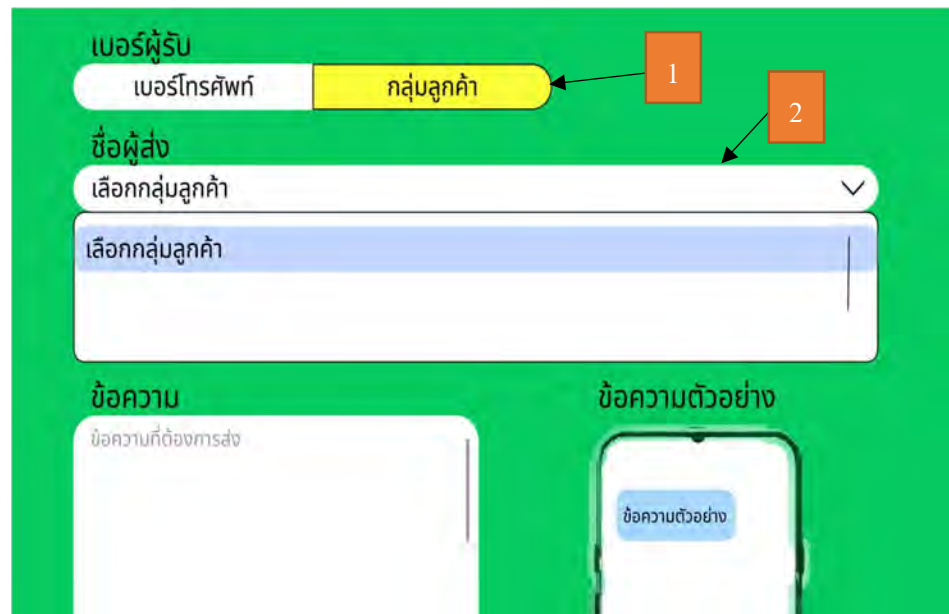 เบอร์ผู้รับ
เบอร์โทรศัพท์ กลุ่มลูกค้า 1
2
ชื่อผู้ส่ง
เลือกกลุ่มลูกค้า
เลือกกลุ่มลูกค้า
ข้อความ ข้อความตัวอย่าง
ข้อความที่ต้องการส่ง
ข้อความตัวอย่าง